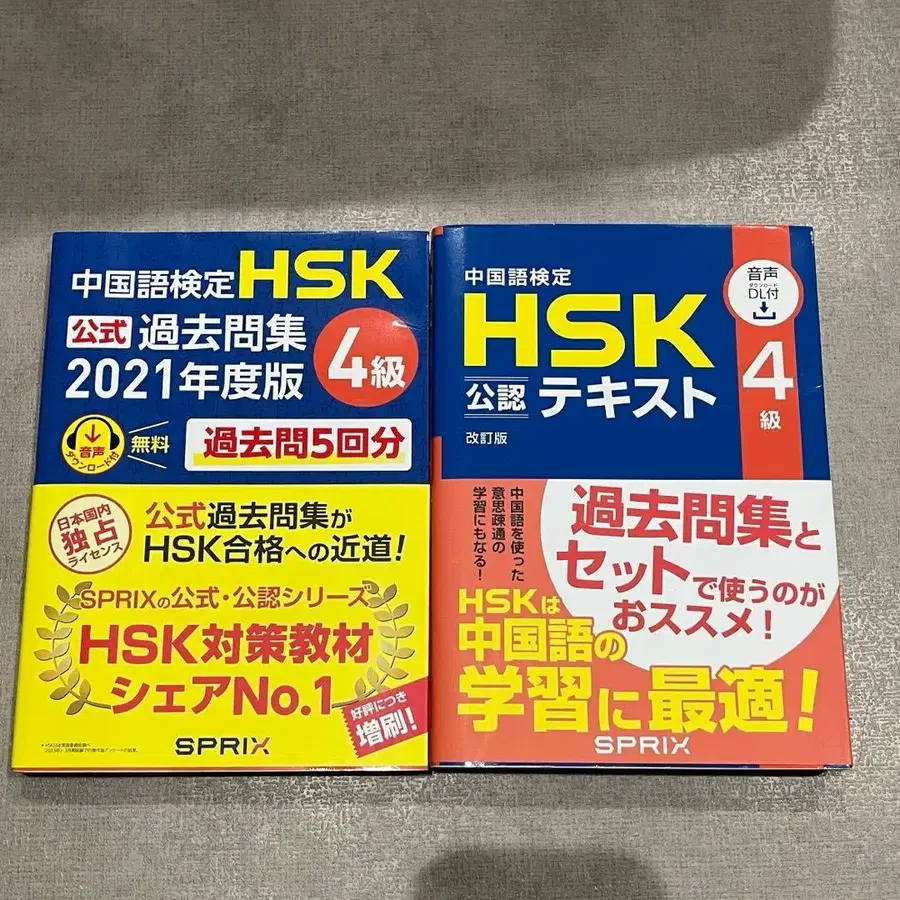 中国語検定HSK
公式 過去問集
2021年度版
4級
音声
ダウンロード付
無料
過去問5回分
日本国内
独占
ライセンス
公式過去問集が
HSK合格への近道!
SPRIXの公式・公認シリーズ
HSK対策教材
シェアNo.1
好評につき
増刷!
SPRIX
中国語検定
HSK
公認 テキスト
改訂版
音声
ダウンロード
DL付
4
級
中国語を使った
意思疎通の
学習にもなる!
過去問集と
セットで使うのが
おススメ!
HSKは
中国語の
学習に最適!
SPRIX